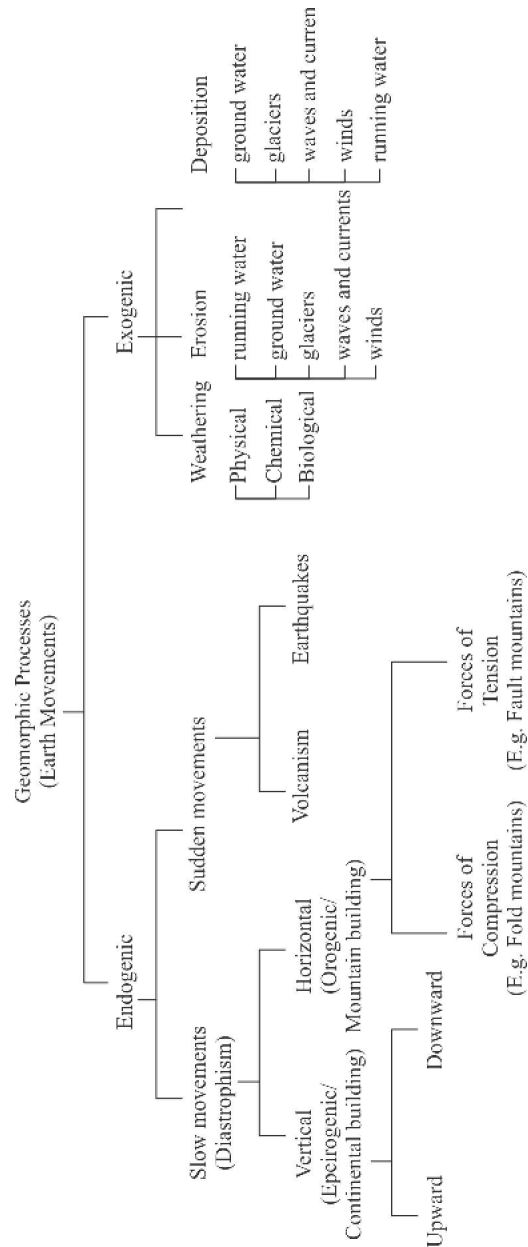 Geomorphic Processes
(Earth Movements)
Endogenic
Exogenic
Slow movements
(Diastrophism)
Sudden movements
Weathering
Erosion
Deposition
Vertical
(Epeirogenic/
Continental building)
Horizontal
(Orogenic/
Mountain building)
Volcanism
Earthquakes
Physical
Chemical
Biological
running water
ground water
glaciers
waves and currents
winds
ground water
glaciers
waves and curren
winds
running water
Upward
Downward
Forces of
Compression
(E.g. Fold mountains)
Forces of
Tension
(E.g. Fault mountains)